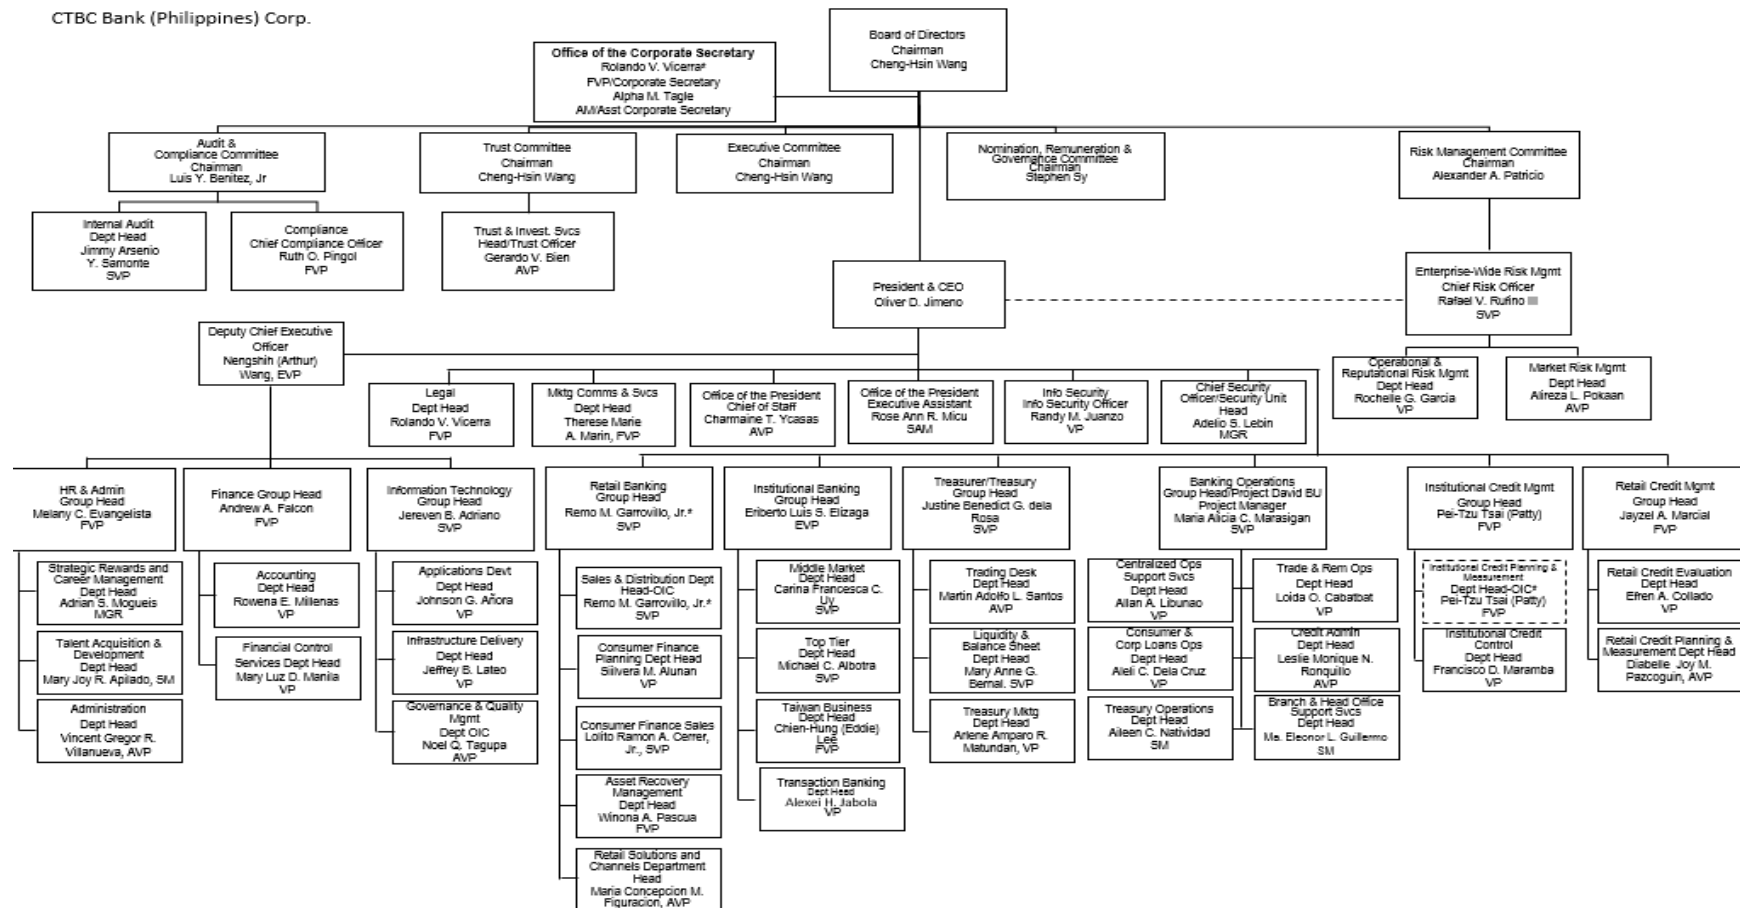 CTBC Bank (Philippines) Corp.
Board of Directors
Chairman
Cheng-Hsin Wang
Office of the Corporate Secretary
Rolando V. Vicerra*
FVP/Corporate Secretary
Alpha M. Tagle
AM/Asst Corporate Secretary
Audit &
Compliance Committee
Chairman
Luis Y. Benitez, Jr
Trust Committee
Chairman
Cheng-Hsin Wang
Executive Committee
Chairman
Cheng-Hsin Wang
Nomination, Remuneration &
Governance Committee
Chairman
Stephen Sy
Risk Management Committee
Chairman
Alexander A. Patricio
Internal Audit
Dept Head
Jimmy Arsenio
Y. Samonte
SVP
Compliance
Chief Compliance Officer
Ruth O. Pingol
FVP
Trust & Invest. Svcs
Head/Trust Officer
Gerardo V. Bien
AVP
President & CEO
Oliver D. Jimeno
Enterprise-Wide Risk Mgmt
Chief Risk Officer
Rafael V. Rufino III
SVP
Deputy Chief Executive
Officer
Nengshih (Arthur)
Wang, EVP
Operational &
Reputational Risk Mgmt
Dept Head
Rochelle G. Garcia
VP
Market Risk Mgmt
Dept Head
Alireza L. Pokaan
AVP
Legal
Dept Head
Rolando V. Vicerra
FVP
Mktg Comms & Svcs
Dept Head
Therese Marie
A. Marin, FVP
Office of the President
Chief of Staff
Charmaine T. Ycasas
AVP
Office of the President
Executive Assistant
Rose Ann R. Micu
SAM
Info Security
Info Security Officer
Randy M. Juanzo
VP
Chief Security
Officer/Security Unit
Head
Adelio S. Lebin
MGR
HR & Admin
Group Head
Melany C. Evangelista
FVP
Finance Group Head
Andrew A. Falcon
FVP
Information Technology
Group Head
Jereven B. Adriano
SVP
Retail Banking
Group Head
Remo M. Garrovillo, Jr.*
SVP
Institutional Banking
Group Head
Eriberto Luis S. Elizaga
EVP
Treasurer/Treasury
Group Head
Justine Benedict G. dela
Rosa
SVP
Banking Operations
Group Head/Project David BU
Project Manager
Maria Alicia C. Marasigan
SVP
Institutional Credit Mgmt
Group Head
Pei-Tzu Tsai (Patty)
FVP
Retail Credit Mgmt
Group Head
Jayzel A. Marcial
FVP
Strategic Rewards and
Career Management
Dept Head
Adrian S. Mogueis
MGR
Talent Acquisition &
Development
Dept Head
Mary Joy R. Apilado, SM
Administration
Dept Head
Vincent Gregor R.
Villanueva, AVP
Accounting
Dept Head
Rowena E. Millenas
VP
Financial Control
Services Dept Head
Mary Luz D. Manila
VP
Applications Devt
Dept Head
Johnson G. Añora
VP
Infrastructure Delivery
Dept Head
Jeffrey B. Lateo
VP
Governance & Quality
Mgmt
Dept OIC
Noel Q. Tagupa
AVP
Sales & Distribution Dept
Head-OIC
Remo M. Garrovillo, Jr.*
SVP
Consumer Finance
Planning Dept Head
Silvera M. Alunan
VP
Consumer Finance Sales
Lolito Ramon A. Cerrer,
Jr., SVP
Asset Recovery
Management
Dept Head
Winona A. Pascua
FVP
Retail Solutions and
Channels Department
Head
Maria Concepcion M.
Figuracion, AVP
Middle Market
Dept Head
Carina Francesca C.
Uy
SVP
Top Tier
Dept Head
Michael C. Albotra
SVP
Taiwan Business
Dept Head
Chien-Hung (Eddie)
Lee
FVP
Transaction Banking
Dept Head
Alexei H. Jabola
VP
Trading Desk
Dept Head
Martin Adolfo L. Santos
AVP
Liquidity &
Balance Sheet
Dept Head
Mary Anne G.
Bernal. SVP
Treasury Mktg
Dept Head
Arlene Amparo R.
Matundan, VP
Centralized Ops
Support Svcs
Dept Head
Allan A. Libunao
VP
Consumer &
Corp Loans Ops
Dept Head
Aleli C. Dela Cruz
VP
Treasury Operations
Dept Head
Aileen C. Natividad
SM
Trade & Rem Ops
Dept Head
Loida O. Cabatbat
VP
Credit Admin
Dept Head
Leslie Monique N.
Ronquillo
AVP
Branch & Head Office
Support Svcs
Dept Head
Ma. Eleonor L. Guillermo
SM
Institutional Credit Planning &
Measurement
Dept Head-OIC*
Pei-Tzu Tsai (Patty)
FVP
Institutional Credit
Control
Dept Head
Francisco D. Maramba
VP
Retail Credit Evaluation
Dept Head
Efren A. Collado
VP
Retail Credit Planning &
Measurement Dept Head
Diabelle Joy M.
Pazcoguin, AVP